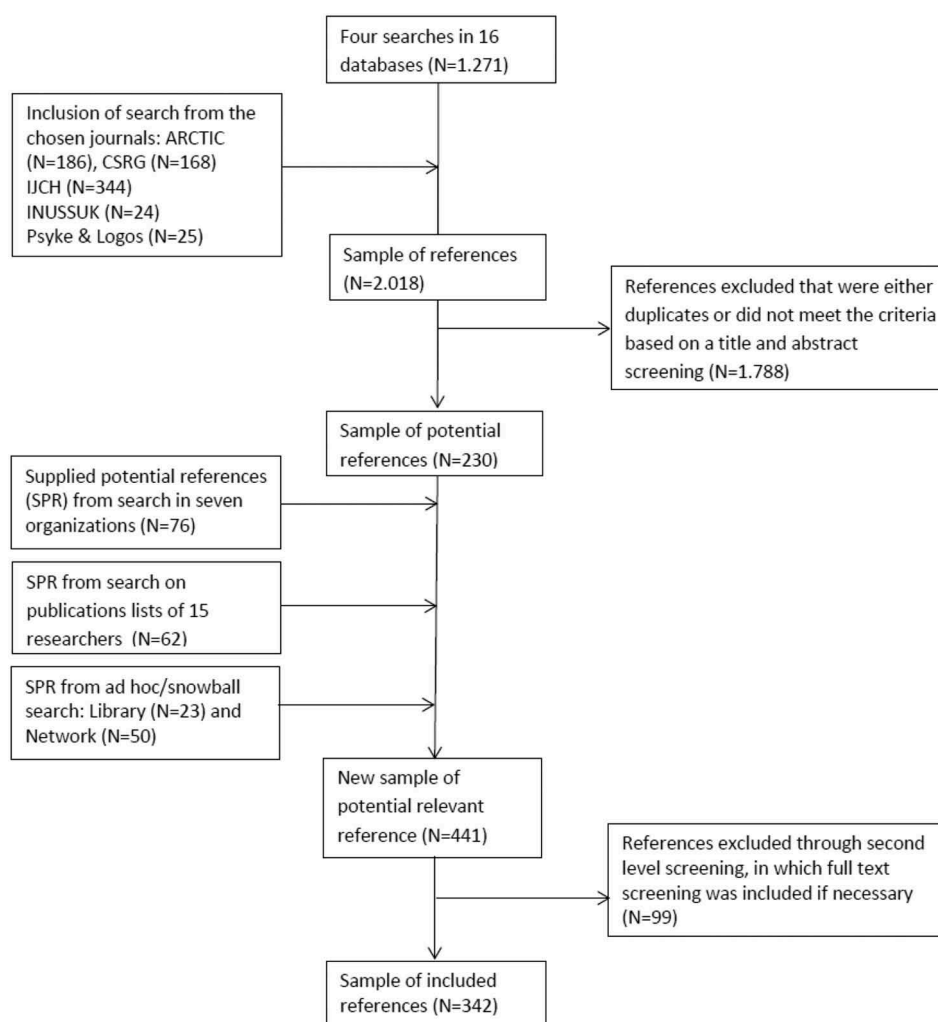 Four searches in 16
databases (N=1.271)
Inclusion of search from the
chosen journals: ARCTIC
(N=186), CSRG (N=168)
IJCH (N=344)
INUSSUK (N=24)
Psyke & Logos (N=25)
Sample of references
(N=2.018)
References excluded that were either
duplicates or did not meet the criteria
based on a title and abstract
screening (N=1.788)
Sample of potential
references (N=230)
Supplied potential references
(SPR) from search in seven
organizations (N=76)
SPR from search on
publications lists of 15
researchers (N=62)
SPR from ad hoc/snowball
search: Library (N=23) and
Network (N=50)
New sample of
potential relevant
reference (N=441)
References excluded through second
level screening, in which full text
screening was included if necessary
(N=99)
Sample of included
references (N=342)